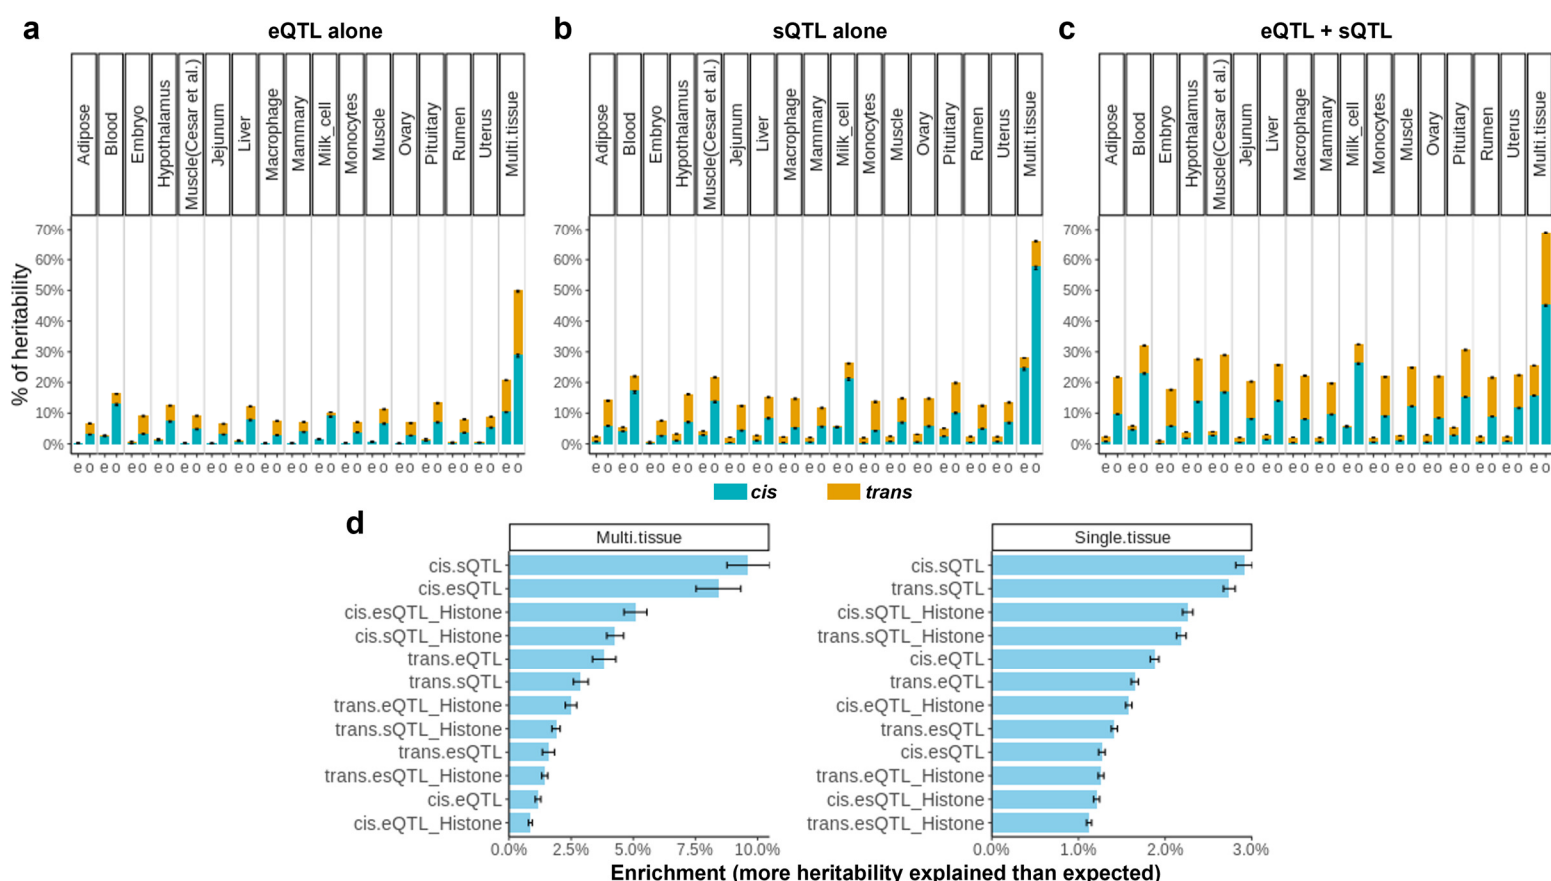 a eQTL alone
Adipose Blood Embryo Hypothalamus Muscle(Cesar et al.) Jejunum Liver Macrophage Mammary Milk_cell Monocytes Muscle Ovary Pituitary Rumen Uterus Multi.tissue
% of heritability
70%
60%
50%
40%
30%
20%
10%
0%
e o e o e o e o e o e o e o e o e o e o e o e o e o e o e o e o e o
b sQTL alone
Adipose Blood Embryo Hypothalamus Muscle(Cesar et al.) Jejunum Liver Macrophage Mammary Milk_cell Monocytes Muscle Ovary Pituitary Rumen Uterus Multi.tissue
70%
60%
50%
40%
30%
20%
10%
0%
e o e o e o e o e o e o e o e o e o e o e o e o e o e o e o e o e o
c eQTL + sQTL
Adipose Blood Embryo Hypothalamus Muscle(Cesar et al.) Jejunum Liver Macrophage Mammary Milk_cell Monocytes Muscle Ovary Pituitary Rumen Uterus Multi.tissue
70%
60%
50%
40%
30%
20%
10%
0%
e o e o e o e o e o e o e o e o e o e o e o e o e o e o e o e o e o
cis trans
d
Multi.tissue
cis.sQTL
cis.esQTL
cis.esQTL_Histone
cis.sQTL_Histone
trans.eQTL
trans.sQTL
trans.eQTL_Histone
trans.sQTL_Histone
trans.esQTL
trans.esQTL_Histone
cis.eQTL
cis.eQTL_Histone
0.0% 2.5% 5.0% 7.5% 10.0%
Single.tissue
cis.sQTL
trans.sQTL
cis.sQTL_Histone
trans.sQTL_Histone
cis.eQTL
trans.eQTL
cis.eQTL_Histone
trans.esQTL
cis.esQTL
trans.eQTL_Histone
cis.esQTL_Histone
trans.esQTL_Histone
0.0% 1.0% 2.0% 3.0%
Enrichment (more heritability explained than expected)